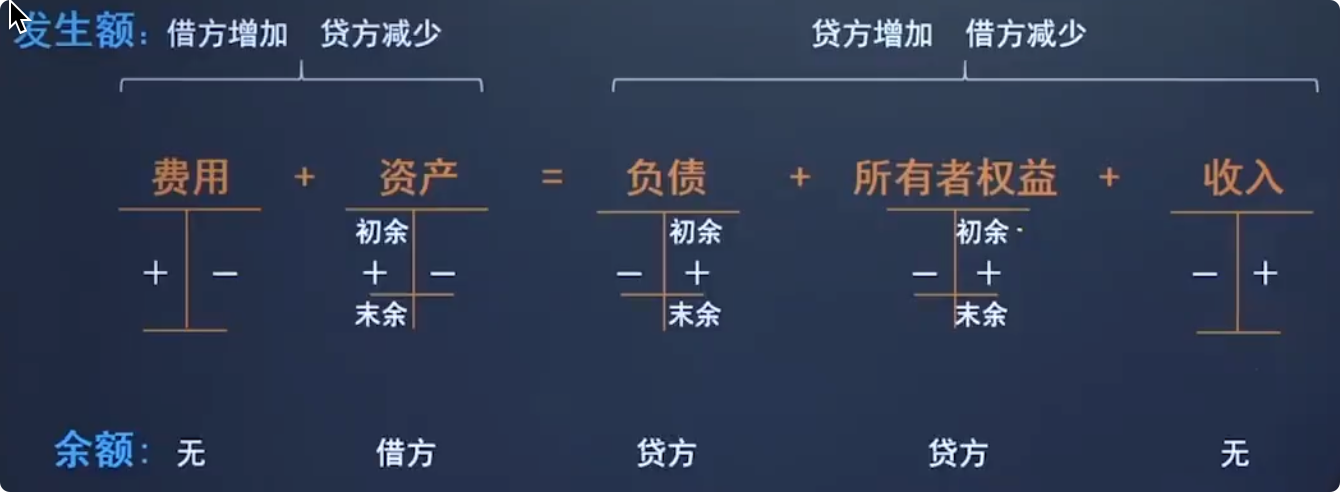 发生额：借方增加 贷方减少 贷方增加 借方减少
费用 + 资产 = 负债 + 所有者权益 + 收入
初余 初余 初余
+ − + − − + − + − +
末余 末余 末余
余额：无 借方 贷方 贷方 无